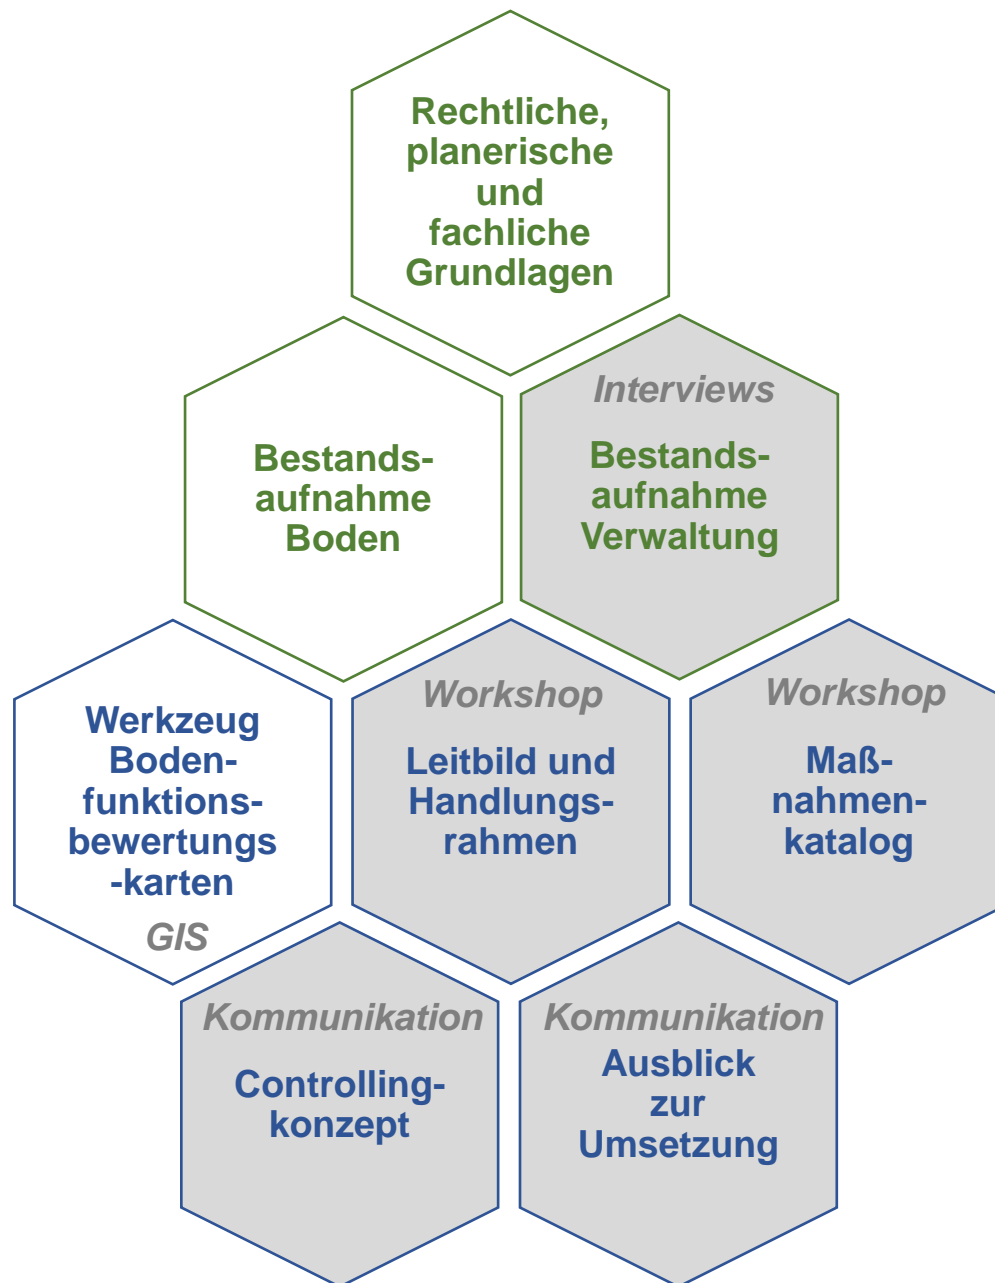 Rechtliche,
planerische
und
fachliche
Grundlagen
Bestands-
aufnahme
Boden
Interviews
Bestands-
aufnahme
Verwaltung
Werkzeug
Boden-
funktions-
bewertungs
-karten
GIS
Workshop
Leitbild und
Handlungs-
rahmen
Workshop
Maß-
nahmen-
katalog
Kommunikation
Controlling-
konzept
Kommunikation
Ausblick
zur
Umsetzung